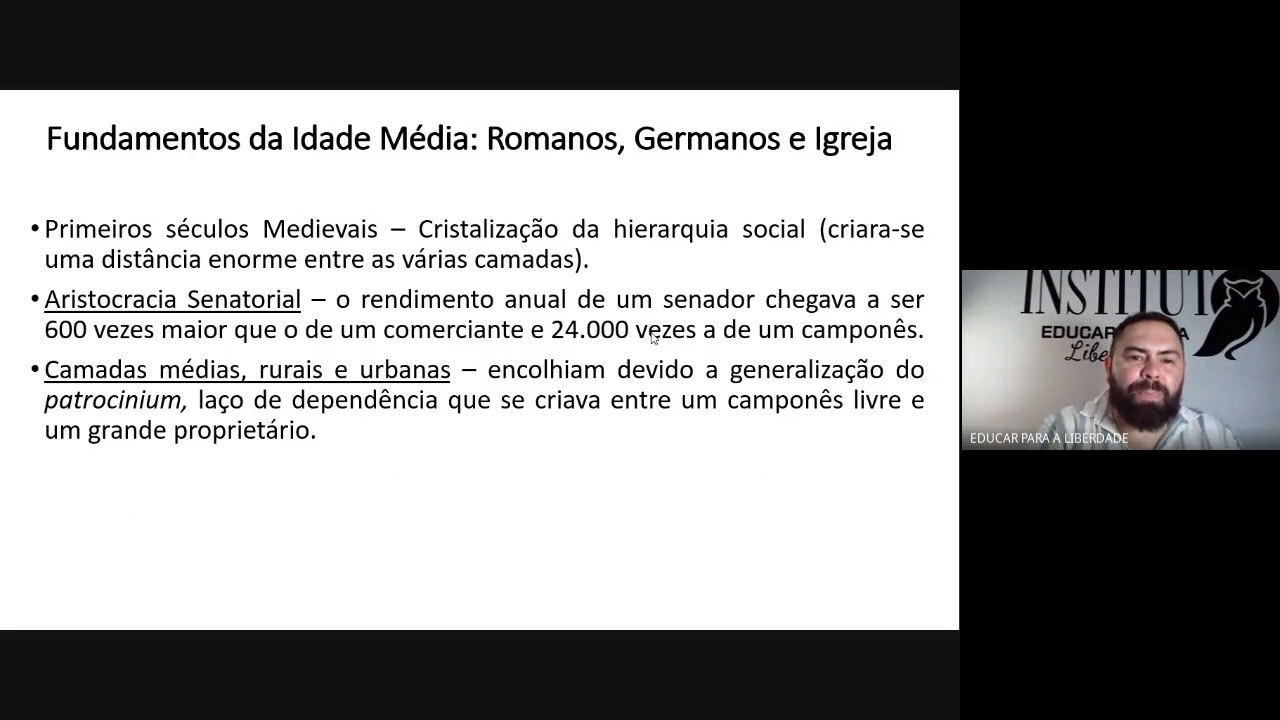 Fundamentos da Idade Média: Romanos, Germanos e Igreja
•Primeiros séculos Medievais – Cristalização da hierarquia social (criara-se
uma distância enorme entre as várias camadas).
•Aristocracia Senatorial – o rendimento anual de um senador chegava a ser
600 vezes maior que o de um comerciante e 24.000 vezes a de um camponês.
•Camadas médias, rurais e urbanas – encolhiam devido a generalização do
patrocinium, laço de dependência que se criava entre um camponês livre e
um grande proprietário.
INSTITUT
EDUCAR
EDUCAR PARA A LIBERDADE